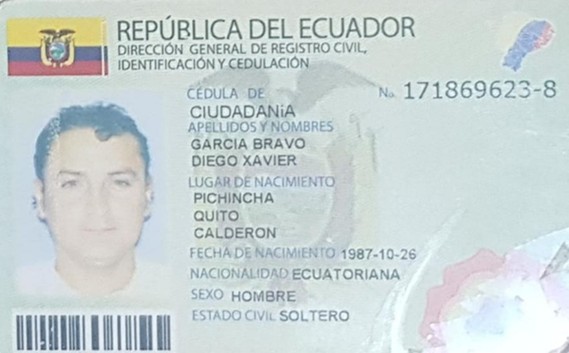 REPÚBLICA DEL ECUADOR
DIRECCIÓN GENERAL DE REGISTRO CIVIL,
IDENTIFICACIÓN Y CEDULACIÓN
CÉDULA DE No. 171869623-8
CIUDADANíA
APELLIDOS Y NOMBRES
GARCIA BRAVO
DIEGO XAVIER
LUGAR DE NACIMIENTO
PICHINCHA
QUITO
CALDERON
FECHA DE NACIMIENTO 1987-10-26
NACIONALIDAD ECUATORIANA
SEXO HOMBRE
ESTADO CIVIL SOLTERO